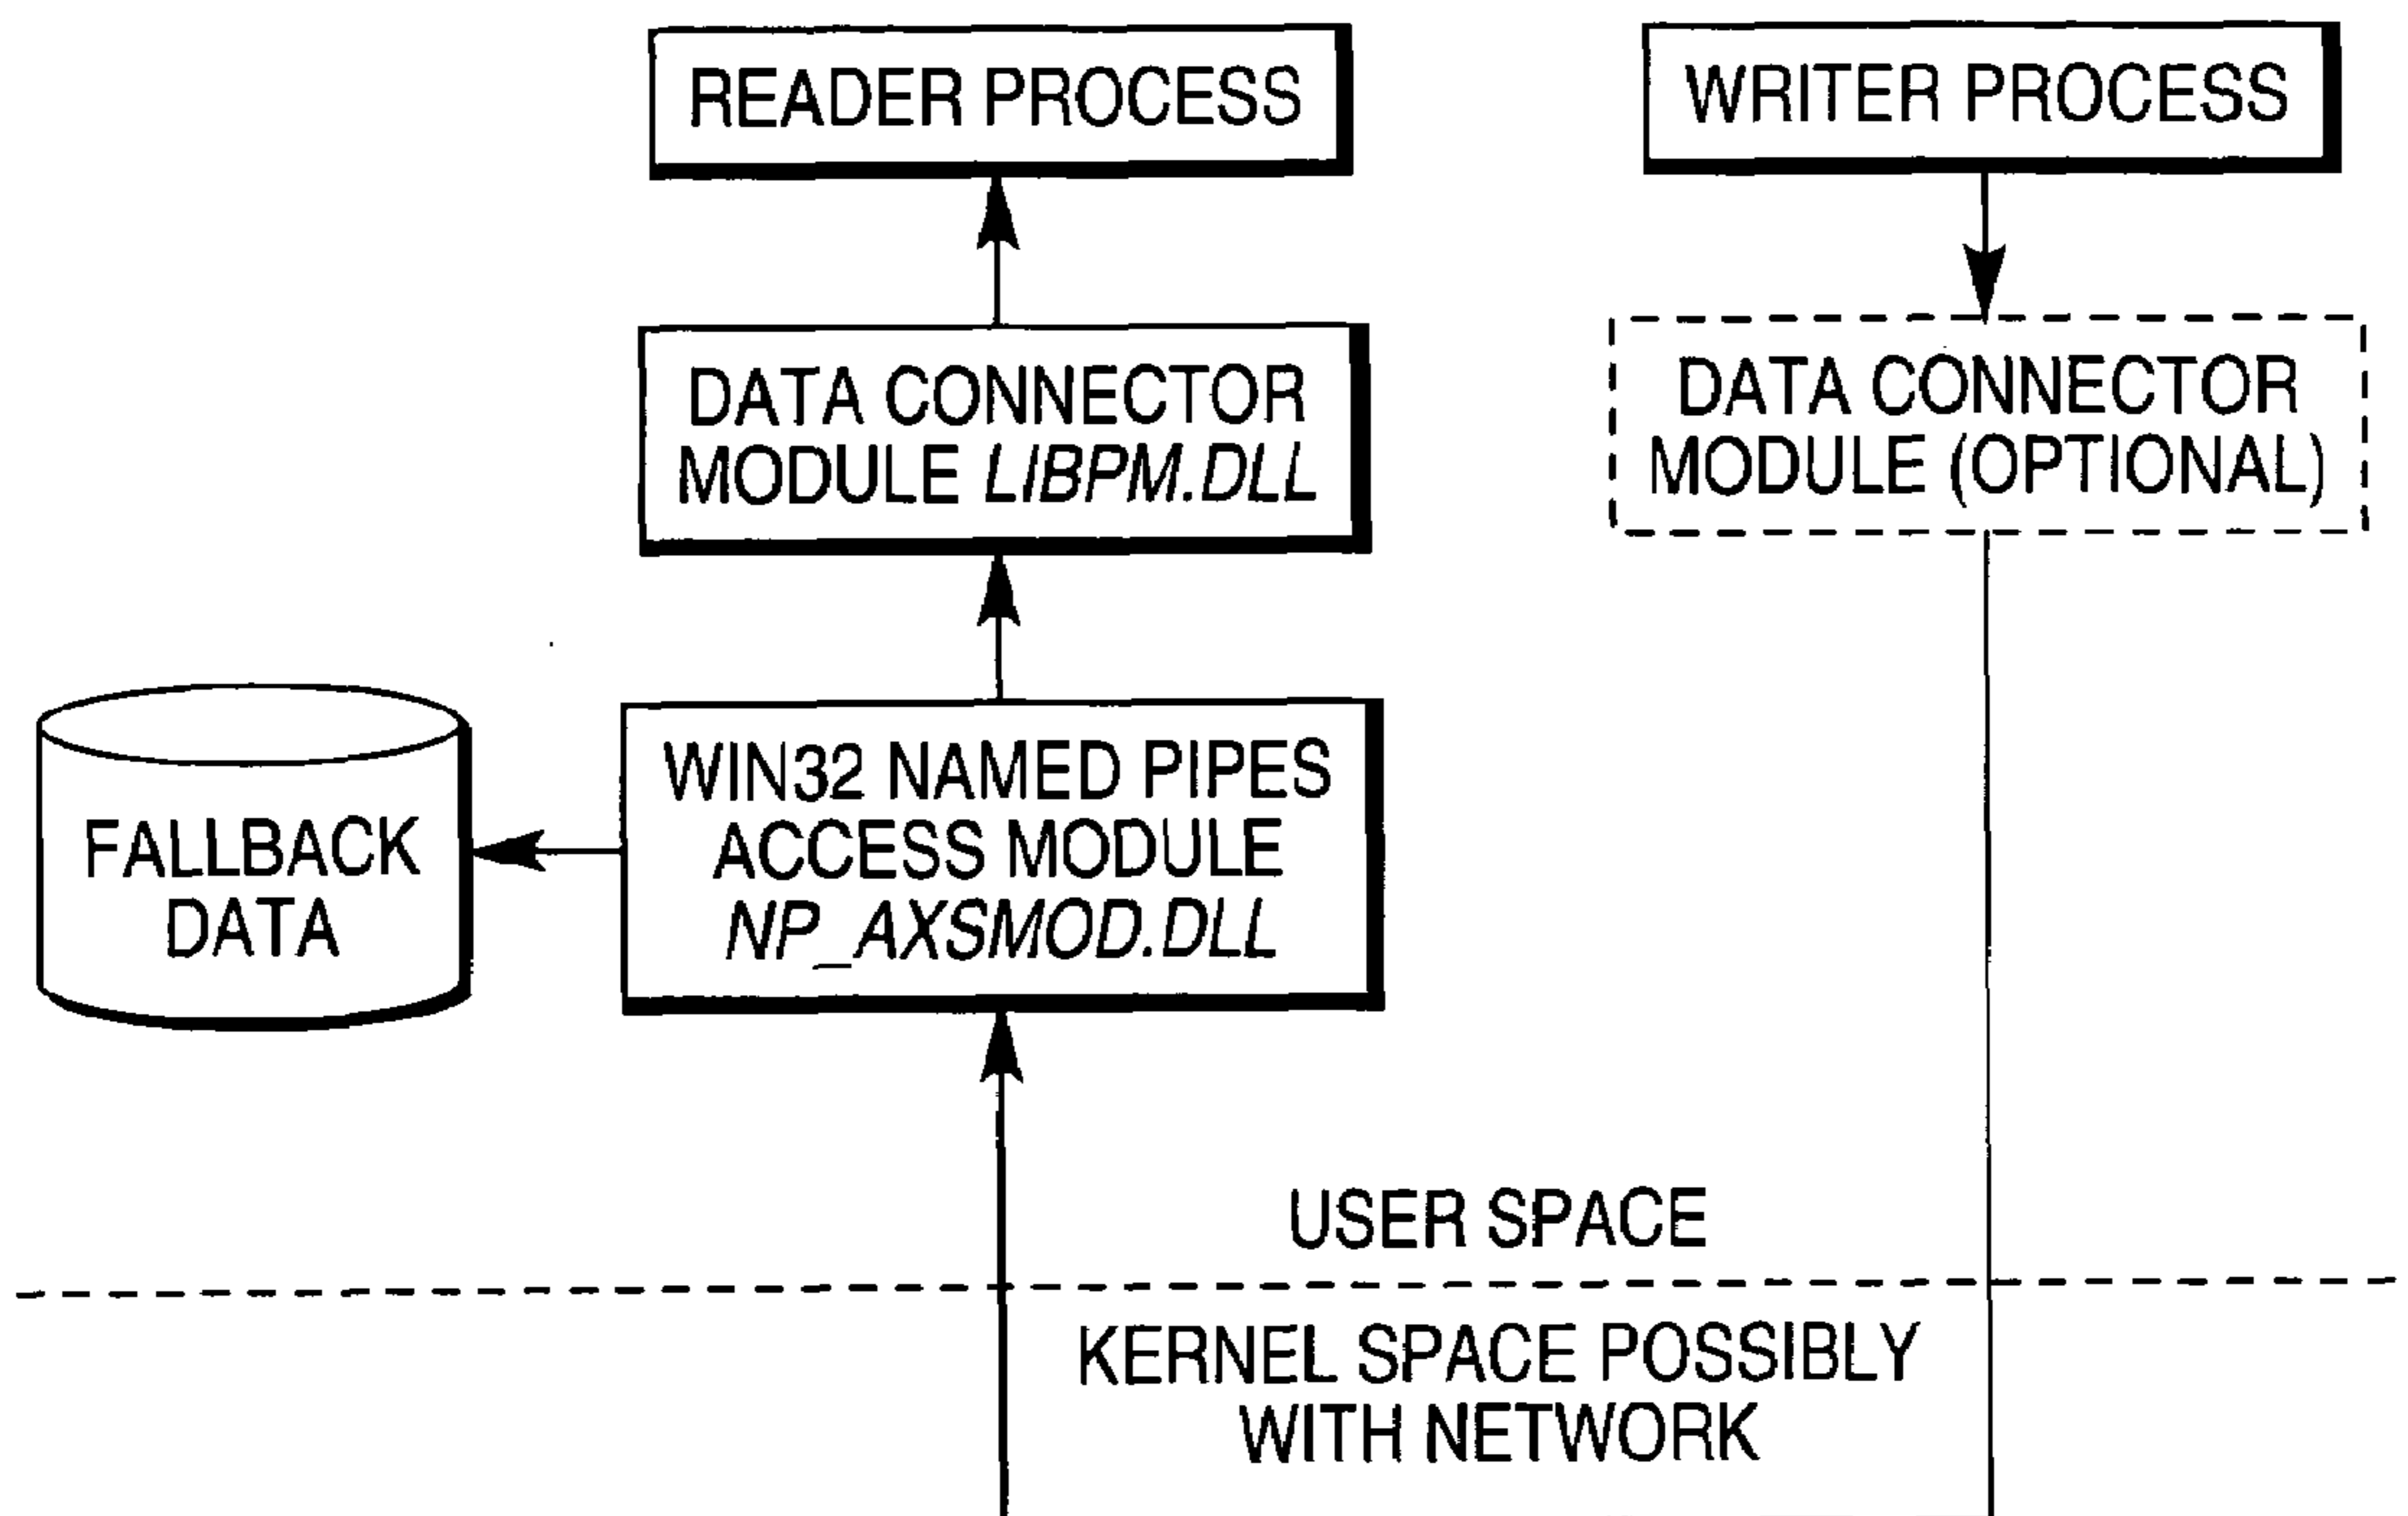 READER PROCESS
WRITER PROCESS
DATA CONNECTOR
MODULE LIBPM.DLL
DATA CONNECTOR
MODULE (OPTIONAL)
FALLBACK
DATA
WIN32 NAMED PIPES
ACCESS MODULE
NP_AXSMOD.DLL
USER SPACE
KERNEL SPACE POSSIBLY
WITH NETWORK